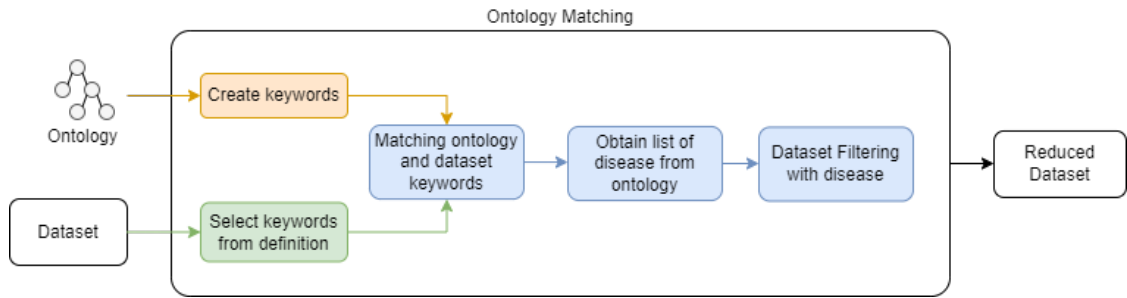 Ontology Matching
Create keywords
Ontology
Matching ontology
and dataset
keywords
Obtain list of
disease from
ontology
Dataset Filtering
with disease
Reduced
Dataset
Dataset
Select keywords
from definition